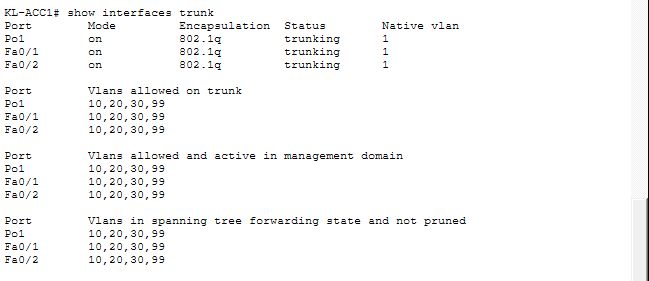 KL-ACC1# show interfaces trunk
Port        Mode         Encapsulation  Status        Native vlan
Po1         on           802.1q         trunking      1
Fa0/1       on           802.1q         trunking      1
Fa0/2       on           802.1q         trunking      1
Port        Vlans allowed on trunk
Po1         10,20,30,99
Fa0/1       10,20,30,99
Fa0/2       10,20,30,99
Port        Vlans allowed and active in management domain
Po1         10,20,30,99
Fa0/1       10,20,30,99
Fa0/2       10,20,30,99
Port        Vlans in spanning tree forwarding state and not pruned
Po1         10,20,30,99
Fa0/1       10,20,30,99
Fa0/2       10,20,30,99